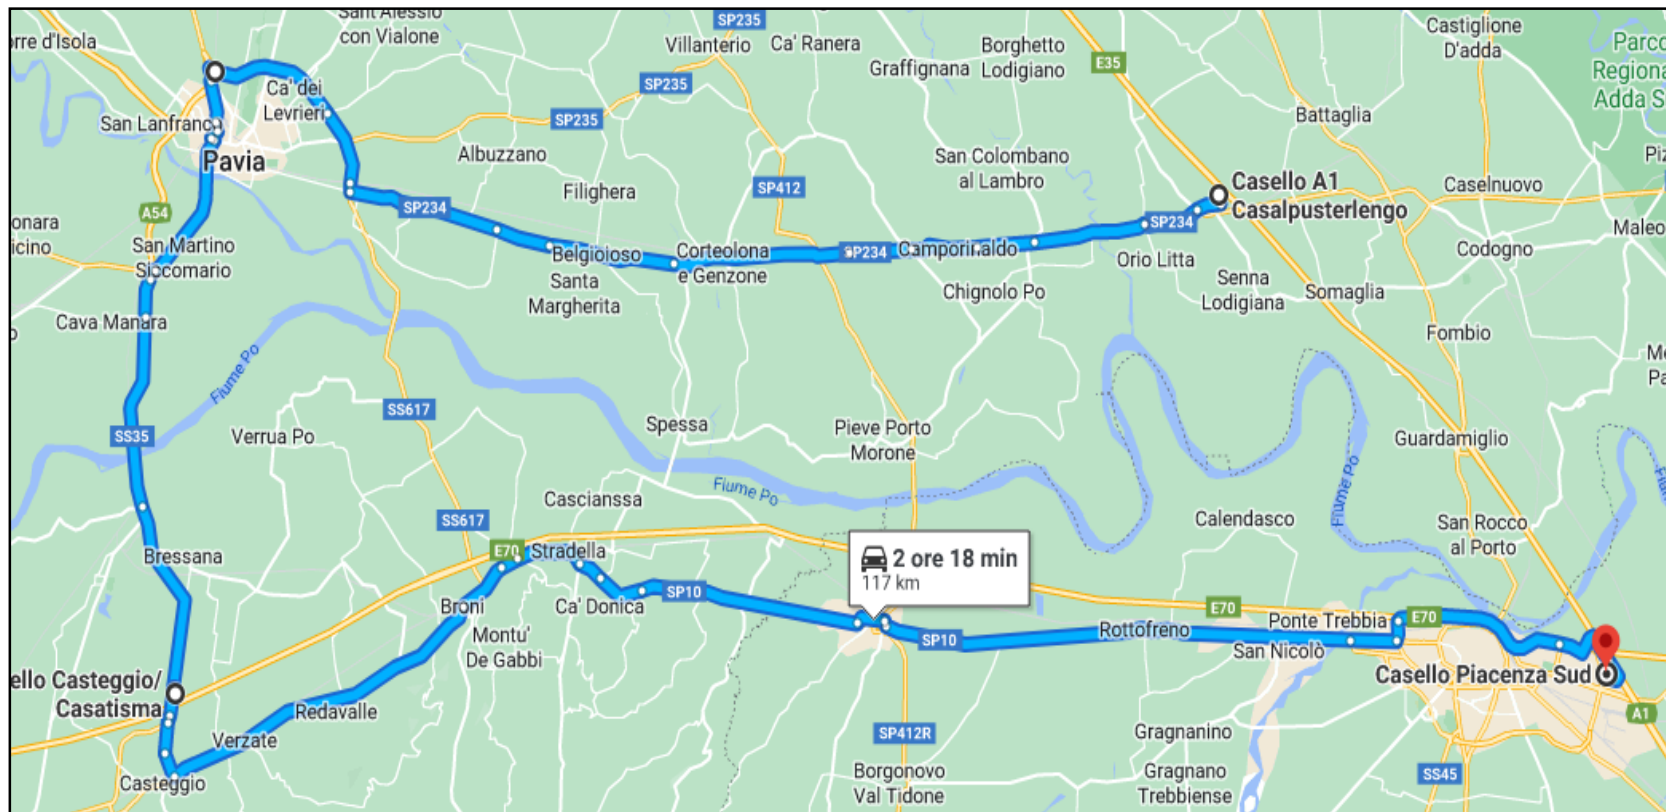 Sant'Alessio
con Vialone
SP235
Villanterio
Ca' Ranera
Borghetto
Lodigiano
Castiglione
D'adda
orre d'Isola
Parco
Regiona
Adda S
Graffignana
E35
SP235
Ca' dei
Levrieri
San Lanfranco
SP235
Battaglia
Pavia
Albuzzano
San Colombano
al Lambro
Piz
Filighera
SP412
Casello A1
Casalpusterlengo
Caselnuovo
A54
SP234
SP234
onara
icino
San Martino
Siccomario
Belgioioso
Corteolona
e Genzone
SP234
Camporinaldo
Orio Litta
Codogno
Maleo
Santa
Margherita
Chignolo Po
Senna
Lodigiana
Somaglia
Cava Manara
Fombio
Fiume Po
Me
Pa
SS617
SS35
Verrua Po
Spessa
Pieve Porto
Morone
Guardamiglio
Cascianssa
Fiume Po
Fiume Po
SS617
Calendasco
San Rocco
al Porto
Bressana
E70
Stradella
2 ore 18 min
117 km
Broni
Ca' Donica
SP10
E70
Ponte Trebbia
E70
Montu'
De Gabbi
SP10
Rottofreno
San Nicolò
ello Casteggio/
Casatisma
Casello Piacenza Sud
Redavalle
A1
Verzate
SP412R
Gragnanino
Casteggio
Borgonovo
Val Tidone
Gragnano
Trebbiense
SS45